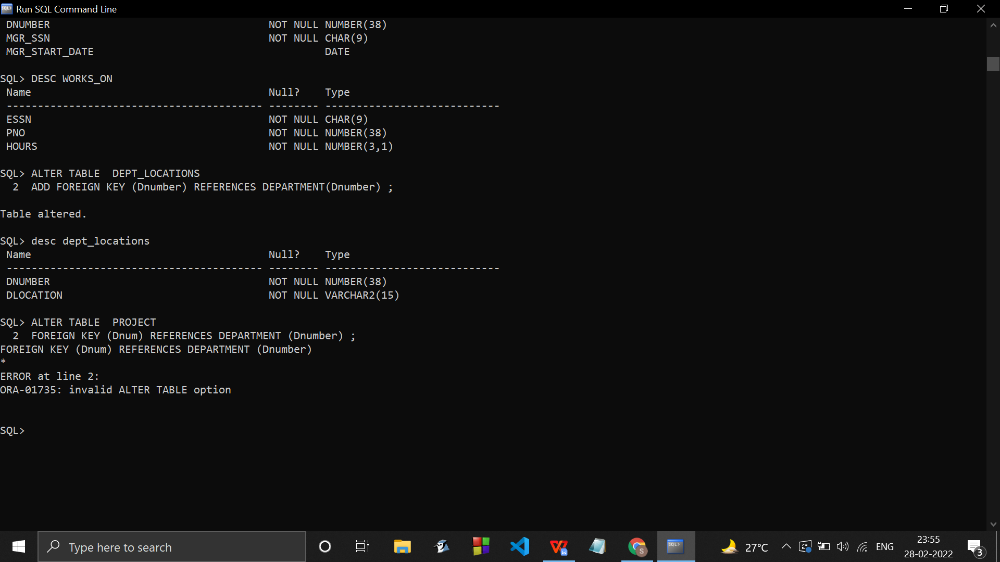 Run SQL Command Line
DNUMBER NOT NULL NUMBER(38)
MGR_SSN NOT NULL CHAR(9)
MGR_START_DATE DATE
SQL> DESC WORKS_ON
Name Null? Type
----------------------------------------- -------- ----------------------------
ESSN NOT NULL CHAR(9)
PNO NOT NULL NUMBER(38)
HOURS NOT NULL NUMBER(3,1)
SQL> ALTER TABLE  DEPT_LOCATIONS
2  ADD FOREIGN KEY (Dnumber) REFERENCES DEPARTMENT(Dnumber) ;
Table altered.
SQL> desc dept_locations
Name Null? Type
----------------------------------------- -------- ----------------------------
DNUMBER NOT NULL NUMBER(38)
DLOCATION NOT NULL VARCHAR2(15)
SQL> ALTER TABLE  PROJECT
2  FOREIGN KEY (Dnum) REFERENCES DEPARTMENT (Dnumber) ;
FOREIGN KEY (Dnum) REFERENCES DEPARTMENT (Dnumber)
*
ERROR at line 2:
ORA-01735: invalid ALTER TABLE option
SQL>
Type here to search
27°C
ENG
23:55
28-02-2022
3